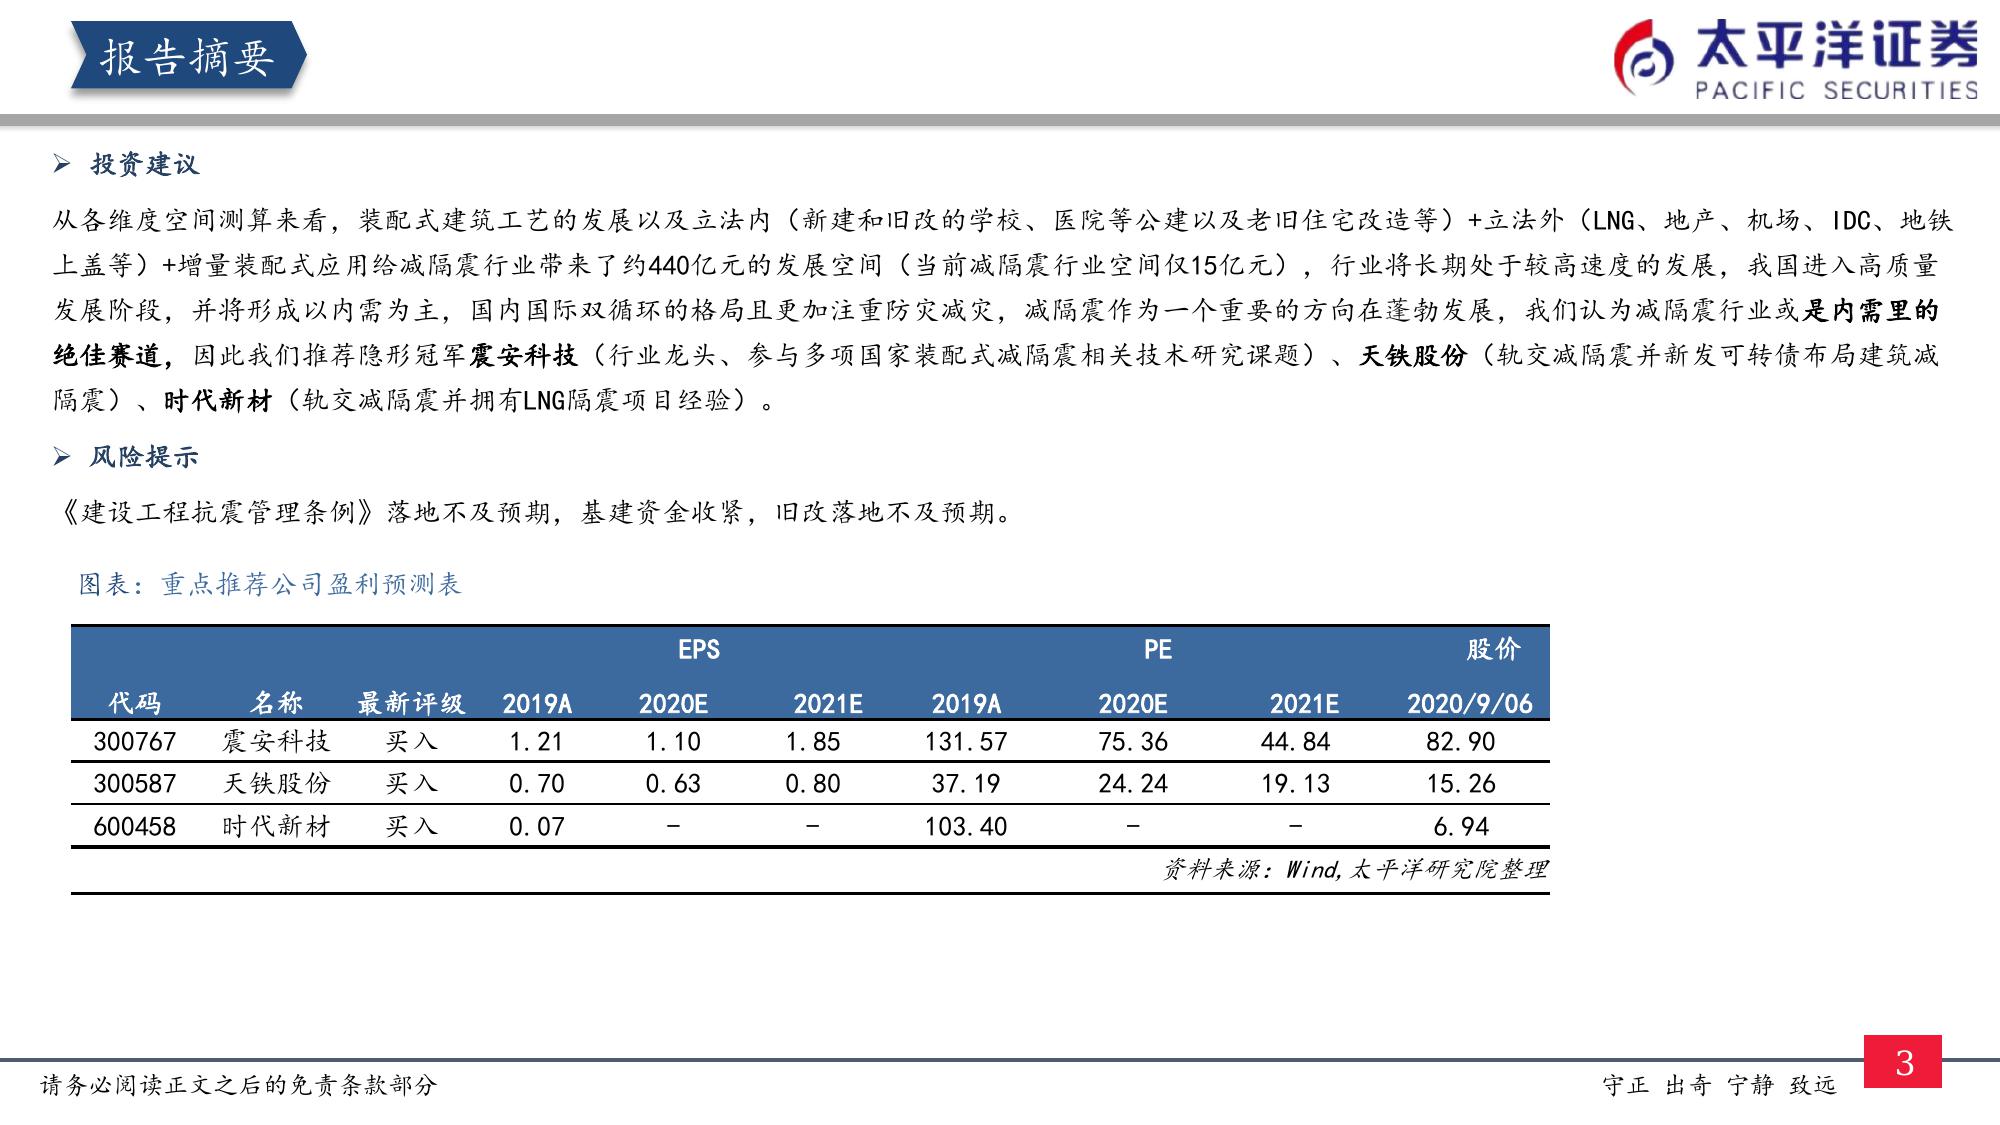 报告摘要
太平洋证券
PACIFIC SECURITIES
投资建议
从各维度空间测算来看，装配式建筑工艺的发展以及立法内（新建和旧改的学校、医院等公建以及老旧住宅改造等）+立法外（LNG、地产、机场、IDC、地铁
上盖等）+增量装配式应用给减隔震行业带来了约440亿元的发展空间（当前减隔震行业空间仅15亿元），行业将长期处于较高速度的发展，我国进入高质量
发展阶段，并将形成以内需为主，国内国际双循环的格局且更加注重防灾减灾，减隔震作为一个重要的方向在蓬勃发展，我们认为减隔震行业或是内需里的
绝佳赛道，因此我们推荐隐形冠军震安科技（行业龙头、参与多项国家装配式减隔震相关技术研究课题）、天铁股份（轨交减隔震并新发可转债布局建筑减
隔震）、时代新材（轨交减隔震并拥有LNG隔震项目经验）。
风险提示
《建设工程抗震管理条例》落地不及预期，基建资金收紧，旧改落地不及预期。
图表：重点推荐公司盈利预测表
EPS PE 股价
代码 名称 最新评级 2019A 2020E 2021E 2019A 2020E 2021E 2020/9/06
300767 震安科技 买入 1.21 1.10 1.85 131.57 75.36 44.84 82.90
300587 天铁股份 买入 0.70 0.63 0.80 37.19 24.24 19.13 15.26
600458 时代新材 买入 0.07 - - 103.40 - - 6.94
资料来源：Wind,太平洋研究院整理
请务必阅读正文之后的免责条款部分
守正 出奇 宁静 致远
3